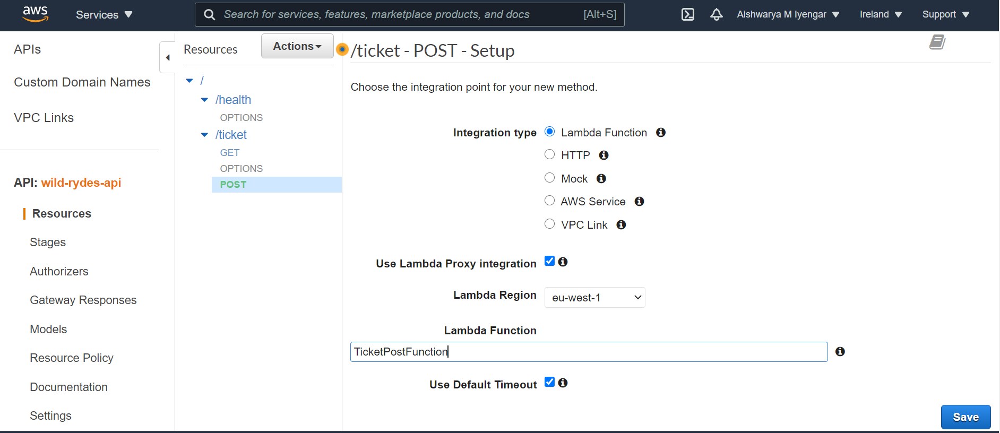 aws Services Search for services, features, marketplace products, and docs [Alt+S] Aishwarya M Iyengar Ireland Support
APIs
Custom Domain Names
VPC Links
API: wild-rydes-api
Resources
Stages
Authorizers
Gateway Responses
Models
Resource Policy
Documentation
Settings
Resources Actions
/
/health
OPTIONS
/ticket
GET
OPTIONS
POST
/ticket - POST - Setup
Choose the integration point for your new method.
Integration type Lambda Function
HTTP
Mock
AWS Service
VPC Link
Use Lambda Proxy integration
Lambda Region eu-west-1
Lambda Function
TicketPostFunction
Use Default Timeout
Save